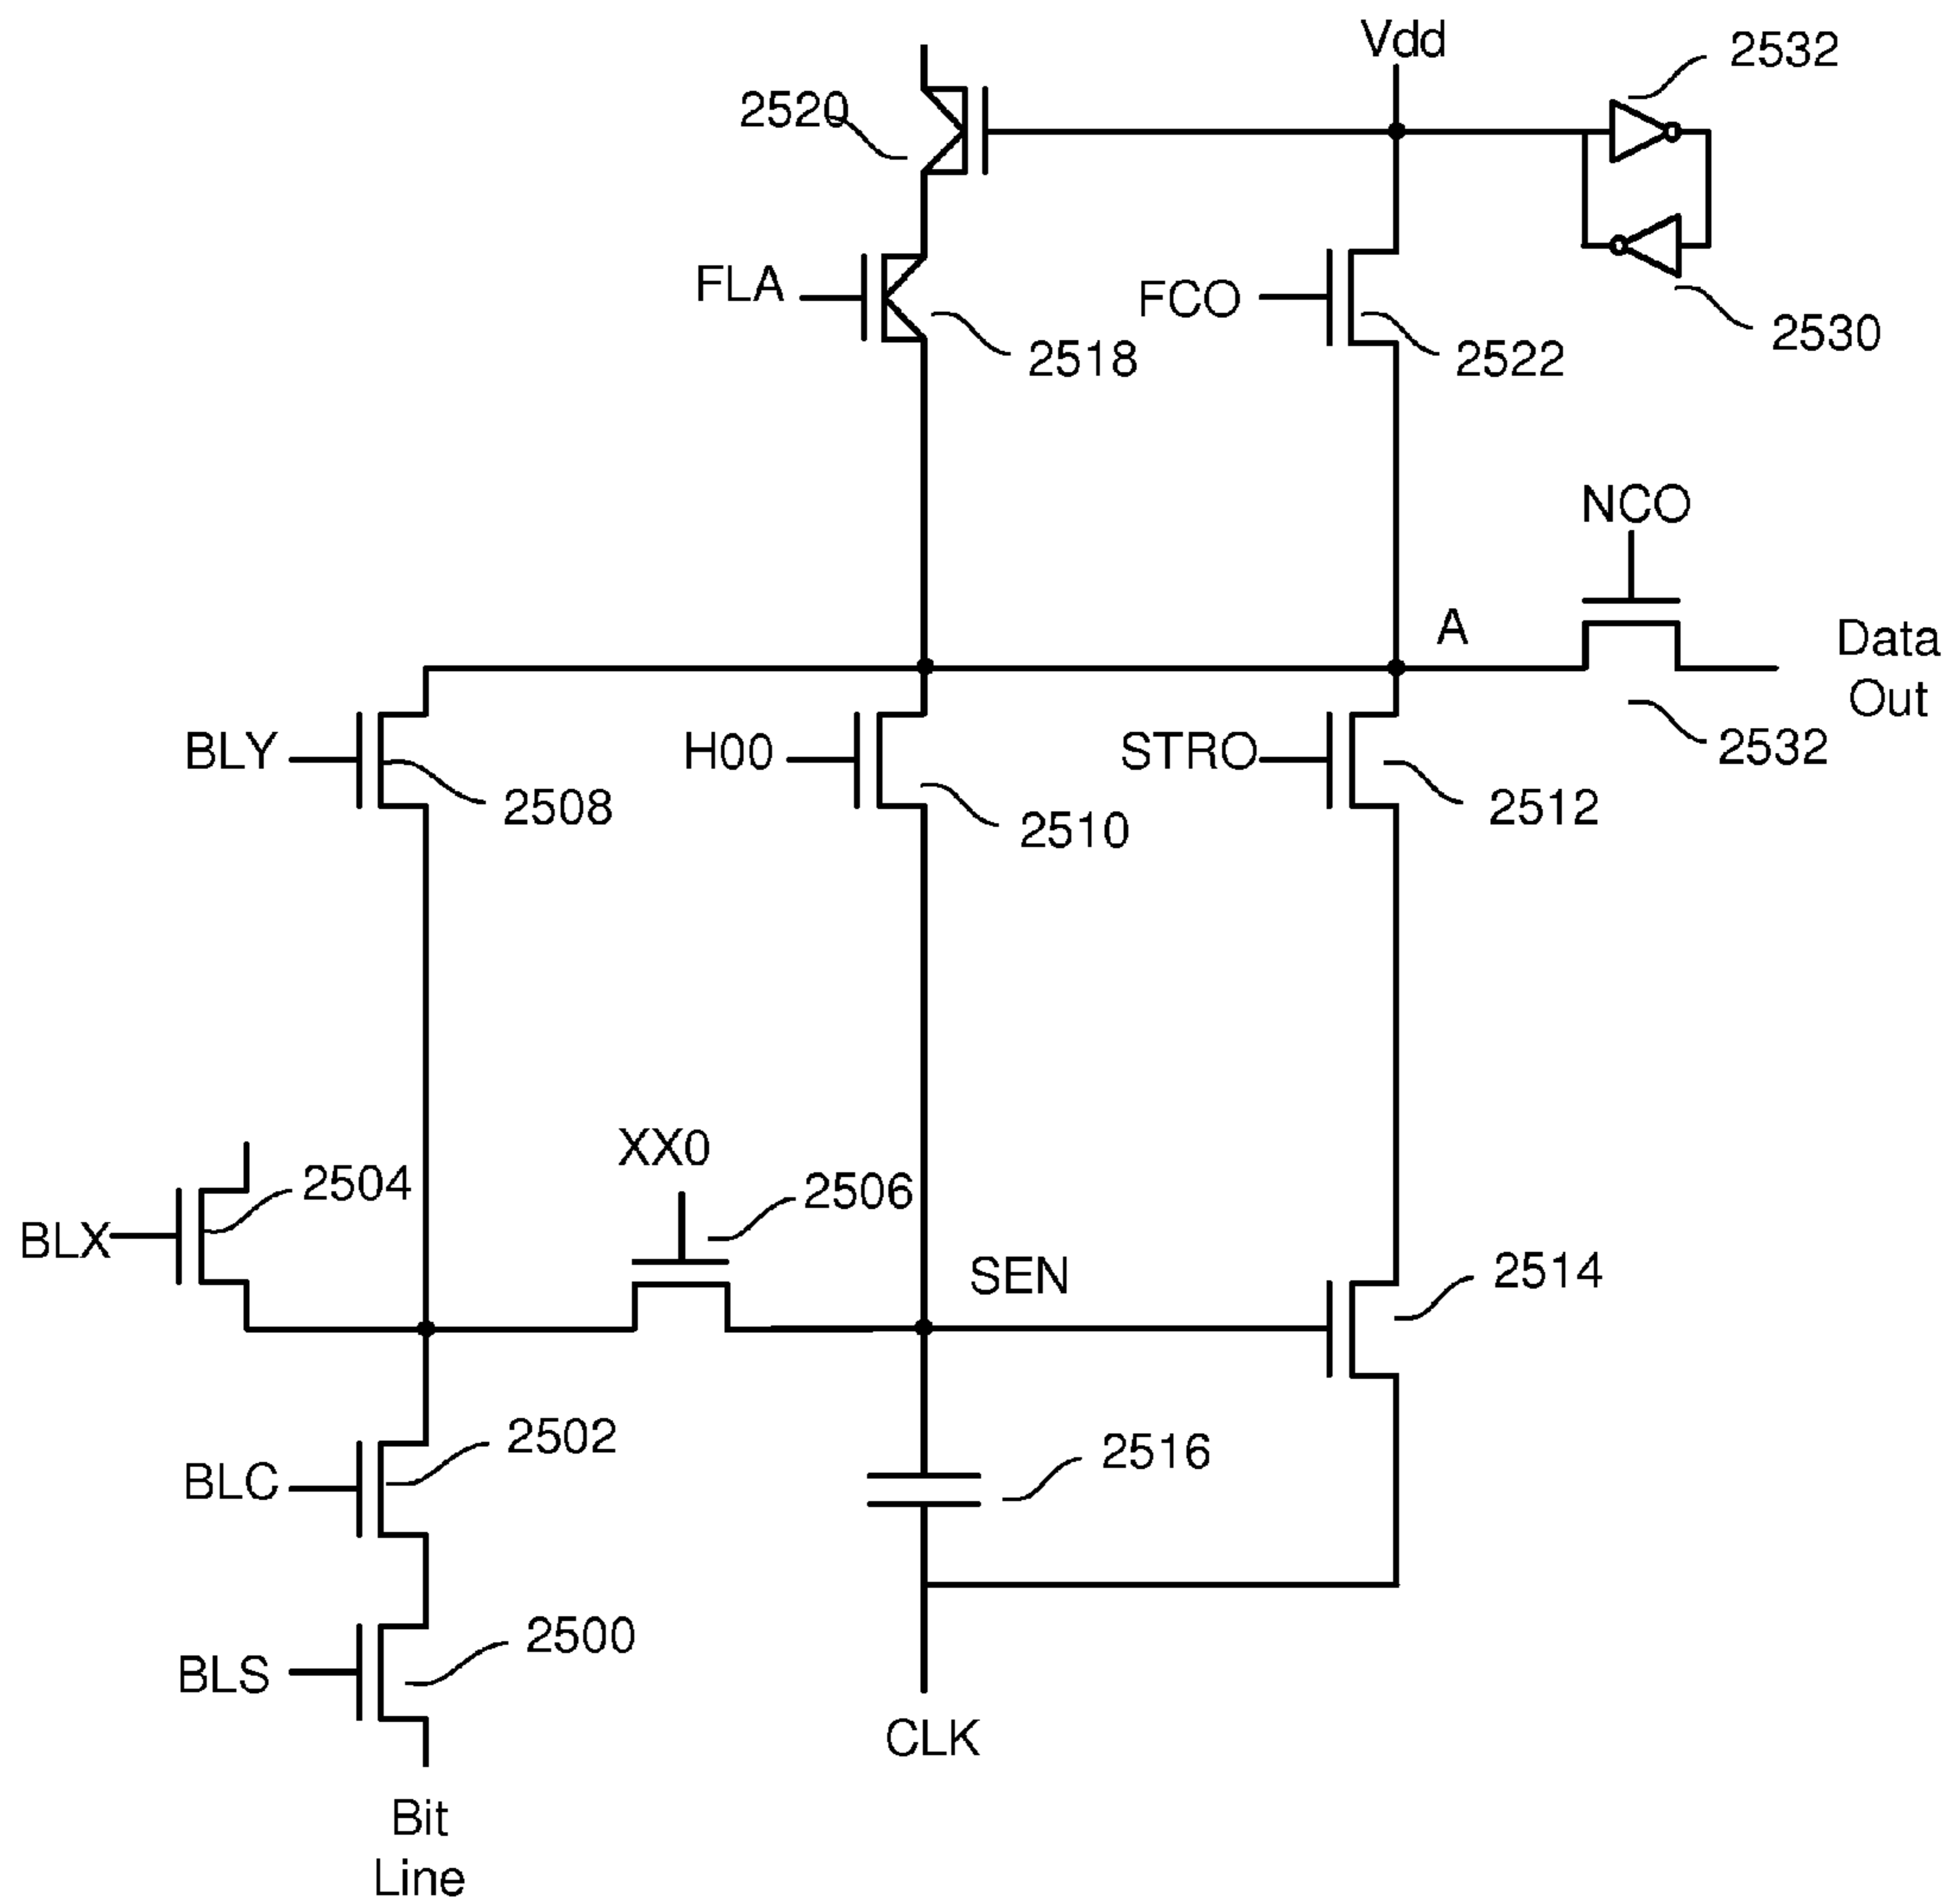 Vdd
2532
2520
FLA
2518
FCO
2522
2530
NCO
A
Data
Out
2532
BLY
2508
H00
2510
STRO
2512
BLX
2504
XX0
2506
SEN
2514
BLC
2502
2516
BLS
2500
CLK
Bit
Line